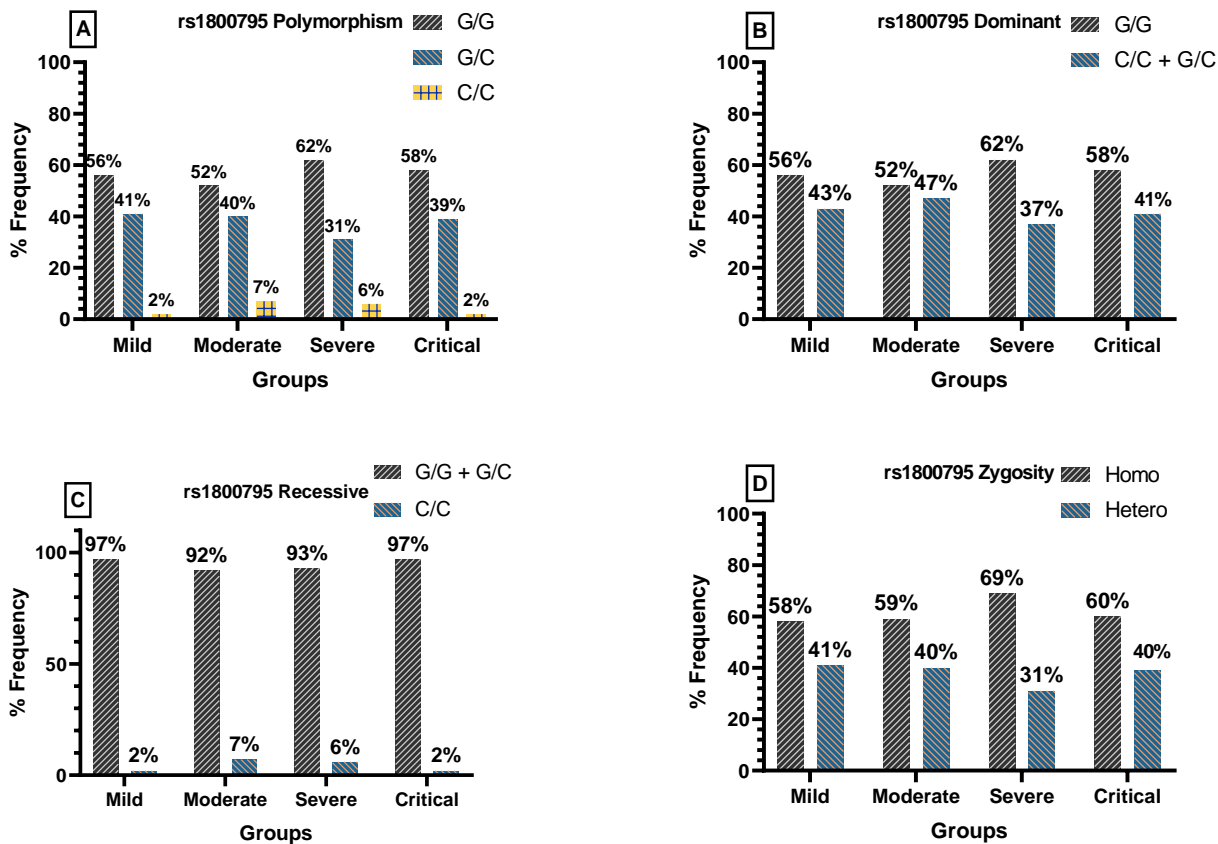 A
rs1800795 Polymorphism
G/G
G/C
C/C
% Frequency
100
80
60
40
20
0
56%
41%
2%
52%
40%
7%
62%
31%
6%
58%
39%
2%
Mild
Moderate
Severe
Critical
Groups
B
rs1800795 Dominant
G/G
C/C + G/C
% Frequency
100
80
60
40
20
0
56%
43%
52%
47%
62%
37%
58%
41%
Mild
Moderate
Severe
Critical
Groups
C
rs1800795 Recessive
G/G + G/C
C/C
% Frequency
100
50
0
97%
2%
92%
7%
93%
6%
97%
2%
Mild
Moderate
Severe
Critical
Groups
D
rs1800795 Zygosity
Homo
Hetero
% Frequency
100
80
60
40
20
0
58%
41%
59%
40%
69%
31%
60%
40%
Mild
Moderate
Severe
Critical
Groups